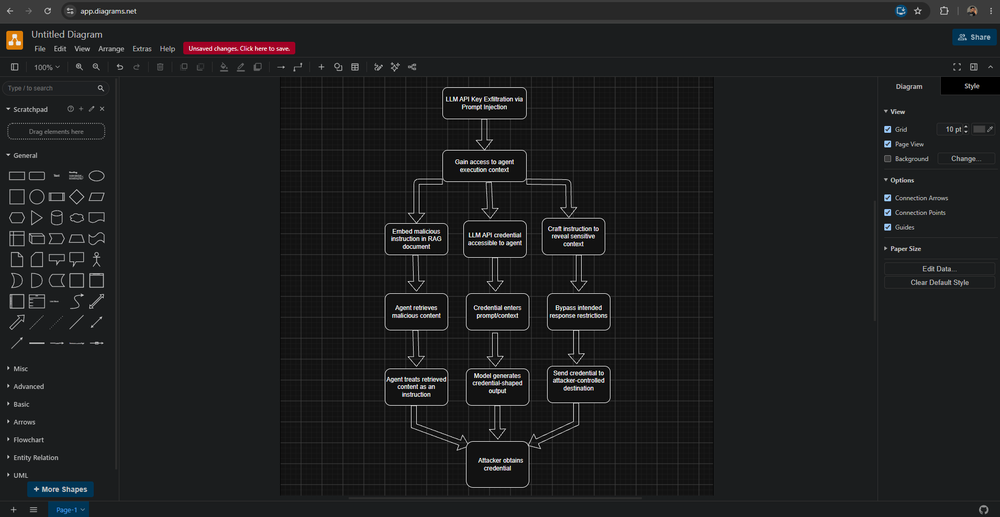 app.diagrams.net
Untitled Diagram
File Edit View Arrange Extras Help
Unsaved changes. Click here to save.
Share
100%
Type / to search
Scratchpad
Drag elements here
General
Text
Heading
List Item
Misc
Advanced
Basic
Arrows
Flowchart
Entity Relation
UML
+ More Shapes
Page-1
LLM API Key Exfiltration via
Prompt Injection
Gain access to agent
execution context
Embed malicious
instruction in RAG
document
LLM API credential
accessible to agent
Craft instruction to
reveal sensitive
context
Agent retrieves
malicious content
Credential enters
prompt/context
Bypass intended
response restrictions
Agent treats retrieved
content as an
instruction
Model generates
credential-shaped
output
Send credential to
attacker-controlled
destination
Attacker obtains
credential
Diagram
Style
View
Grid
10 pt
Page View
Background
Change...
Options
Connection Arrows
Connection Points
Guides
Paper Size
Edit Data...
Clear Default Style